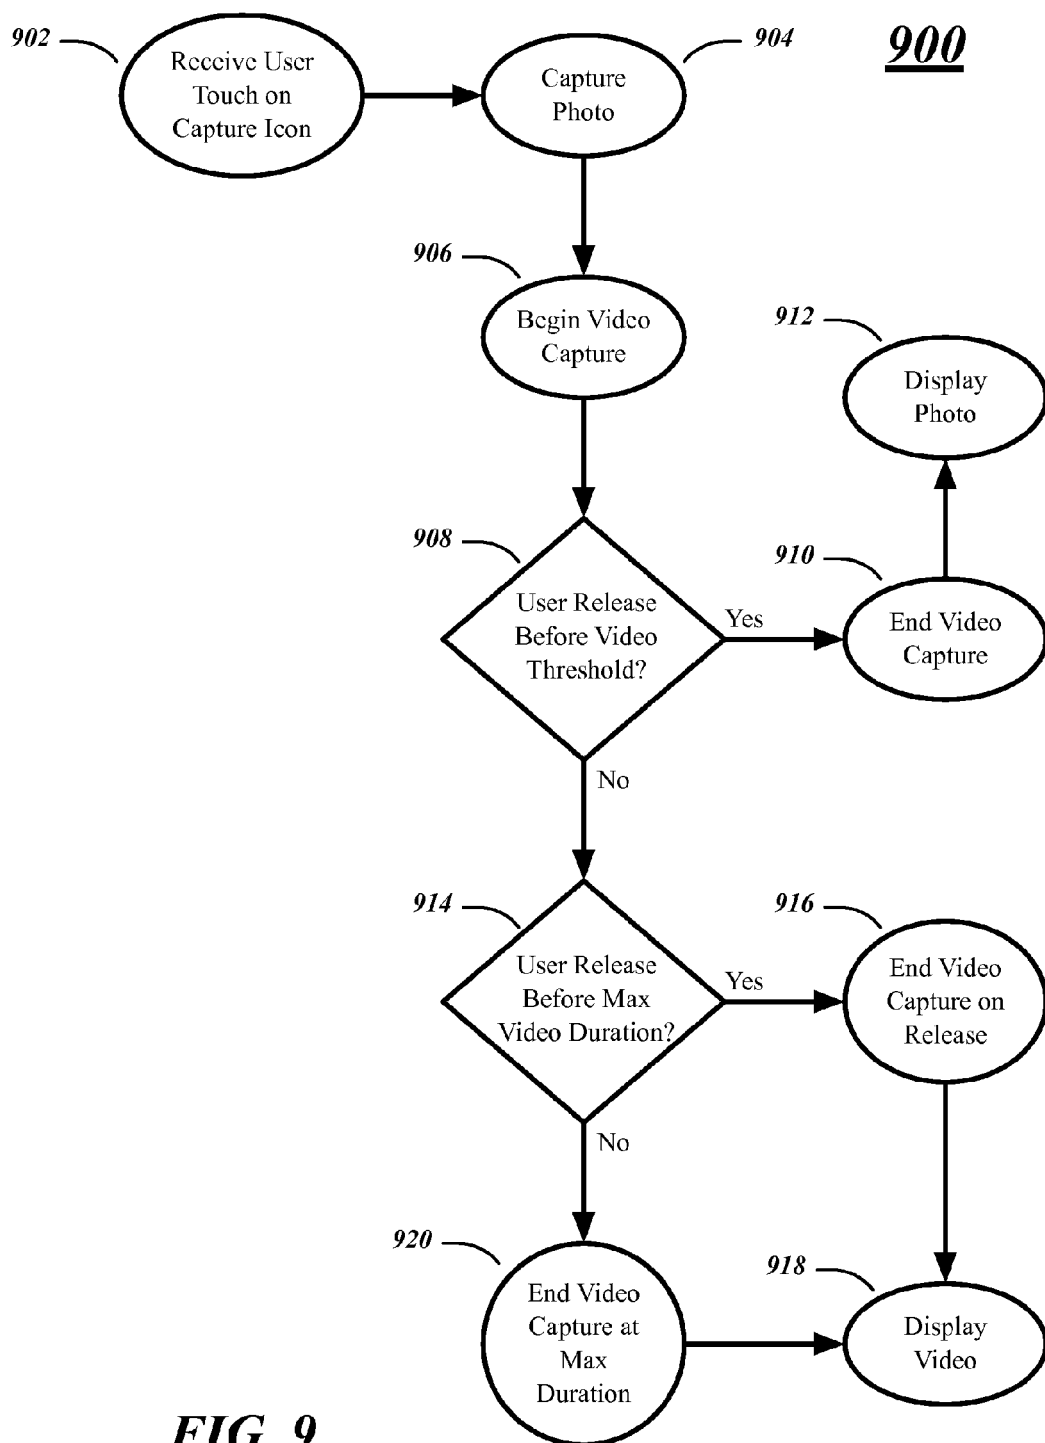 902
Receive User
Touch on
Capture Icon
904
Capture
Photo
900
906
Begin Video
Capture
912
Display
Photo
908
User Release
Before Video
Threshold?
Yes
910
End Video
Capture
No
914
User Release
Before Max
Video Duration?
Yes
916
End Video
Capture on
Release
No
920
End Video
Capture at
Max
Duration
918
Display
Video
FIG. 9